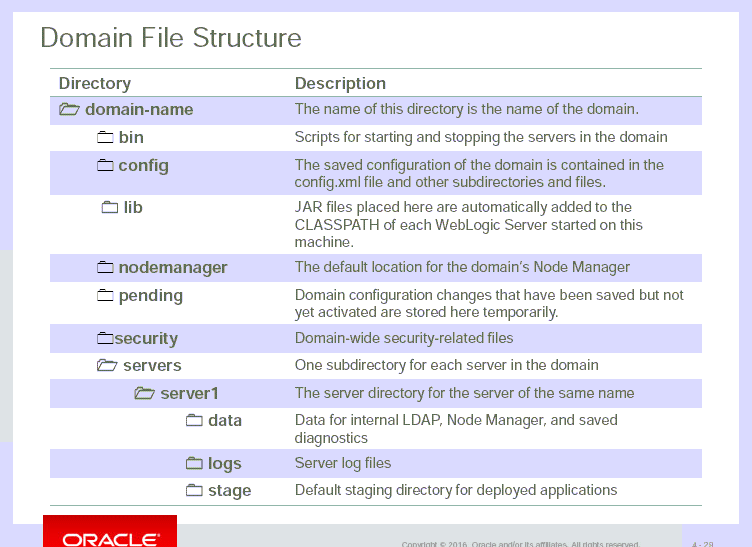 Domain File Structure
Directory Description
domain-name The name of this directory is the name of the domain.
bin Scripts for starting and stopping the servers in the domain
config The saved configuration of the domain is contained in the
config.xml file and other subdirectories and files.
lib JAR files placed here are automatically added to the
CLASSPATH of each WebLogic Server started on this
machine.
nodemanager The default location for the domain's Node Manager
pending Domain configuration changes that have been saved but not
yet activated are stored here temporarily.
security Domain-wide security-related files
servers One subdirectory for each server in the domain
server1 The server directory for the server of the same name
data Data for internal LDAP, Node Manager, and saved
diagnostics
logs Server log files
stage Default staging directory for deployed applications
ORACLE
Copyright © 2016, Oracle and/or its affiliates. All rights reserved. 4 - 29